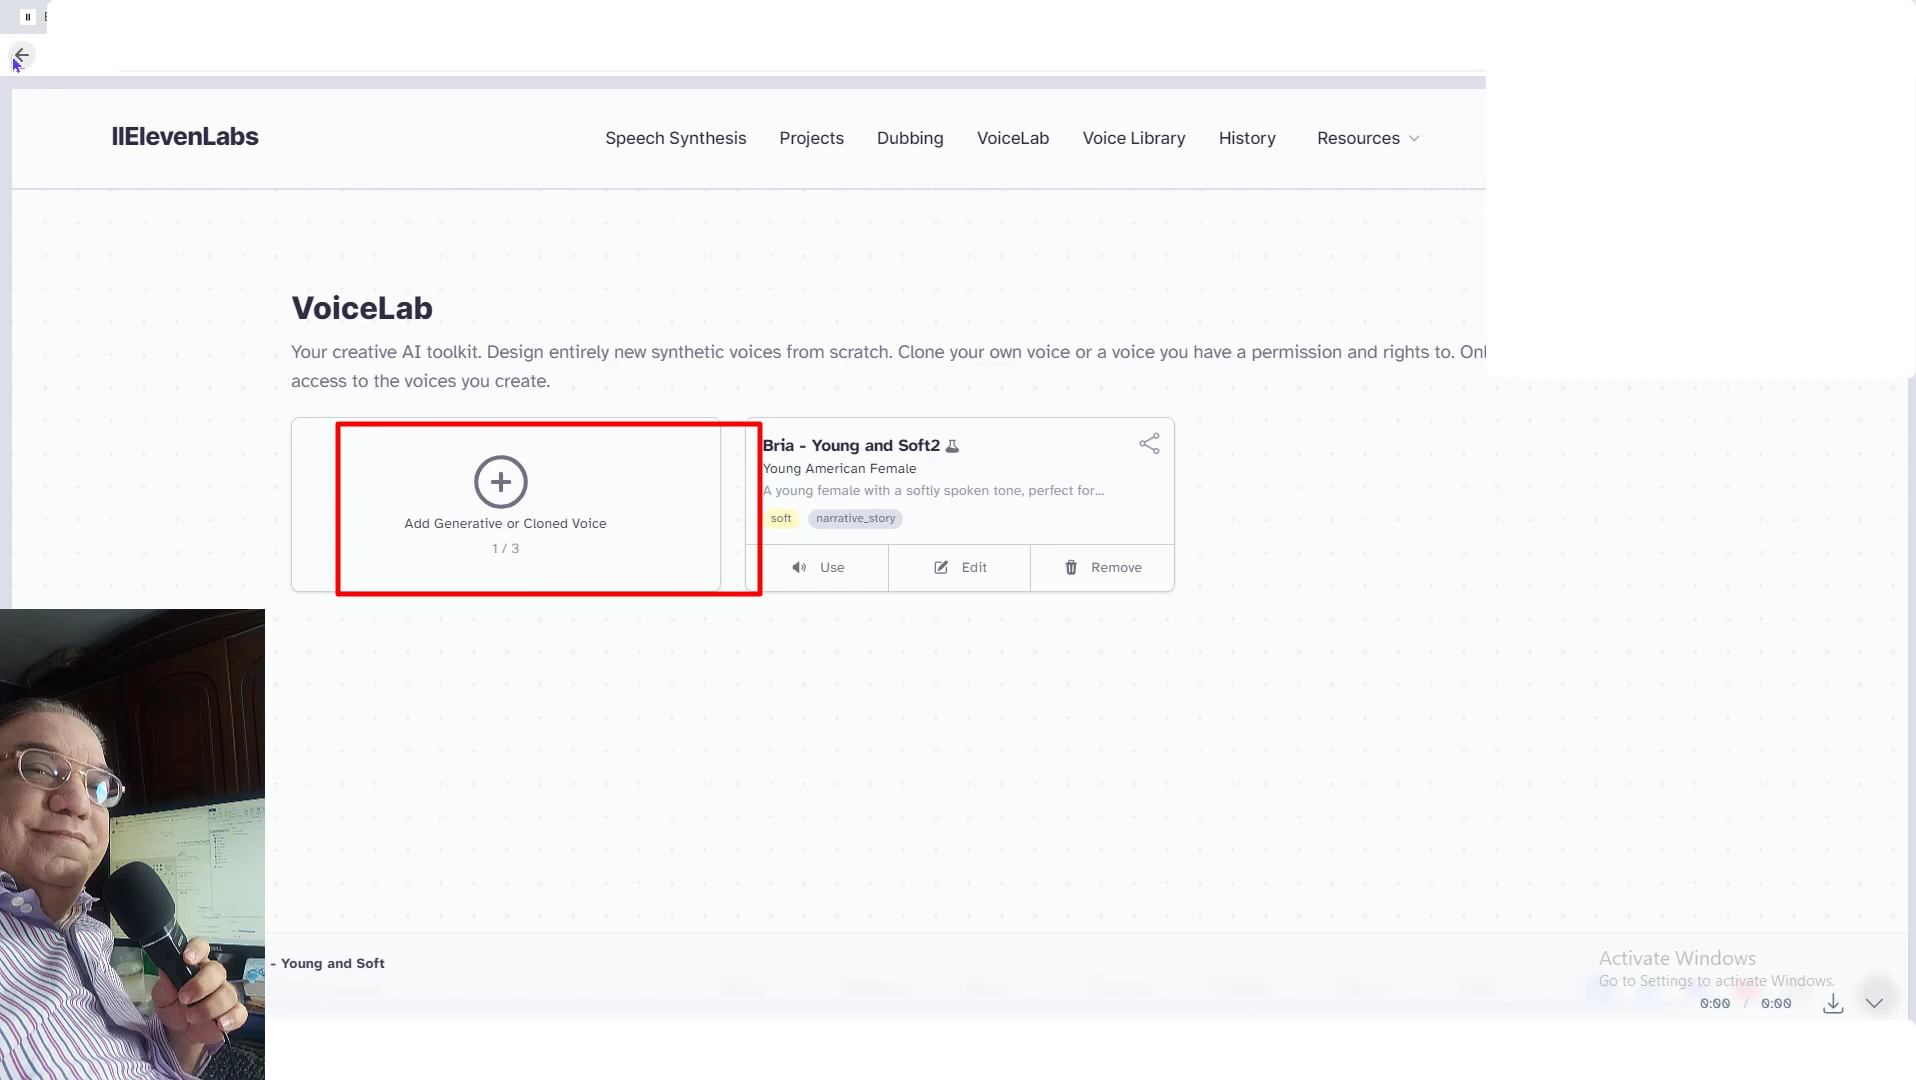 IIElevenLabs
Speech Synthesis Projects Dubbing VoiceLab Voice Library History Resources
VoiceLab
Your creative AI toolkit. Design entirely new synthetic voices from scratch. Clone your own voice or a voice you have a permission and rights to.
access to the voices you create.
Add Generative or Cloned Voice
1 / 3
Bria - Young and Soft2
Young American Female
A young female with a softly spoken tone, perfect for...
soft narrative_story
Use Edit Remove
- Young and Soft
Activate Windows
Go to Settings to activate Windows.
0:00 / 0:00